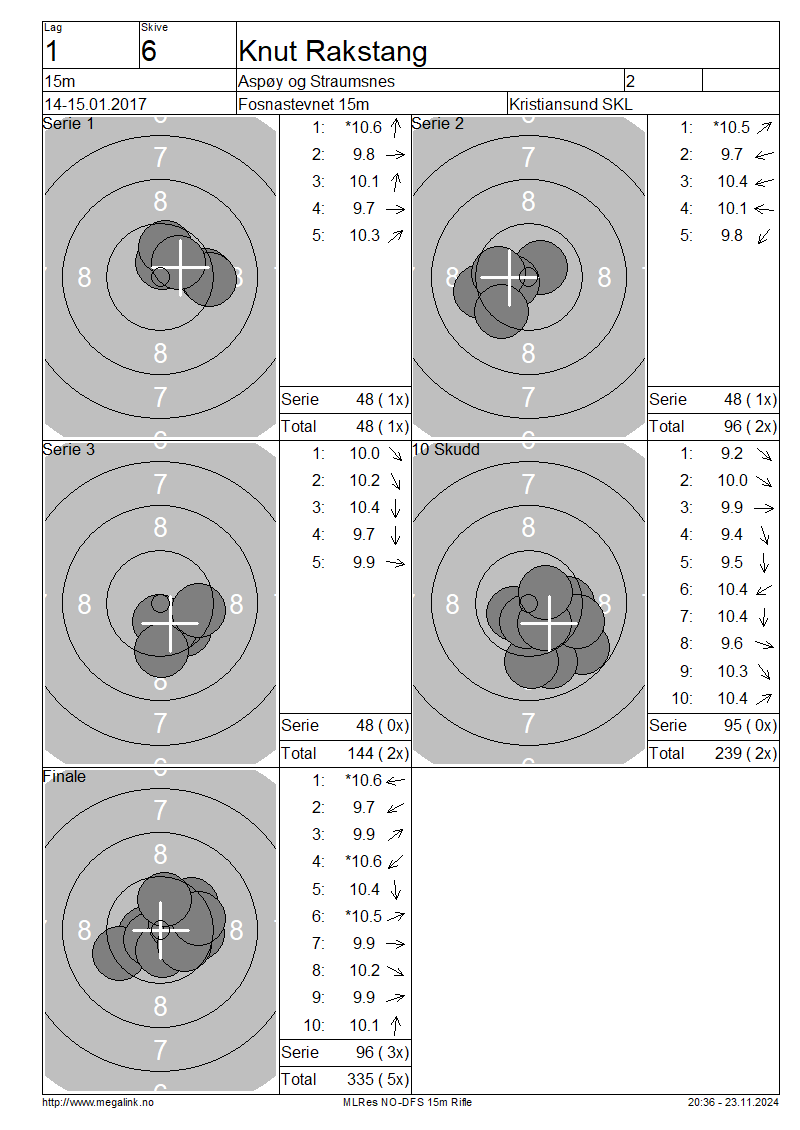 Lag
Skive
1
6
Knut Rakstang
15m
Aspøy og Straumsnes
2
14-15.01.2017
Fosnastevnet 15m
Kristiansund SKL
Serie 1
7
8
8
8
8
7
6
1: *10.6
2: 9.8
3: 10.1
4: 9.7
5: 10.3
Serie 48 ( 1x)
Total 48 ( 1x)
Serie 2
7
8
8
8
8
7
6
1: *10.5
2: 9.7
3: 10.4
4: 10.1
5: 9.8
Serie 48 ( 1x)
Total 96 ( 2x)
Serie 3
7
8
8
8
8
7
6
1: 10.0
2: 10.2
3: 10.4
4: 9.7
5: 9.9
Serie 48 ( 0x)
Total 144 ( 2x)
10 Skudd
7
8
8
8
7
6
1: 9.2
2: 10.0
3: 9.9
4: 9.4
5: 9.5
6: 10.4
7: 10.4
8: 9.6
9: 10.3
10: 10.4
Serie 95 ( 0x)
Total 239 ( 2x)
Finale
7
8
8
8
8
7
6
1: *10.6
2: 9.7
3: 9.9
4: *10.6
5: 10.4
6: *10.5
7: 9.9
8: 10.2
9: 9.9
10: 10.1
Serie 96 ( 3x)
Total 335 ( 5x)
http://www.megalink.no
MLRes NO-DFS 15m Rifle
20:36 - 23.11.2024